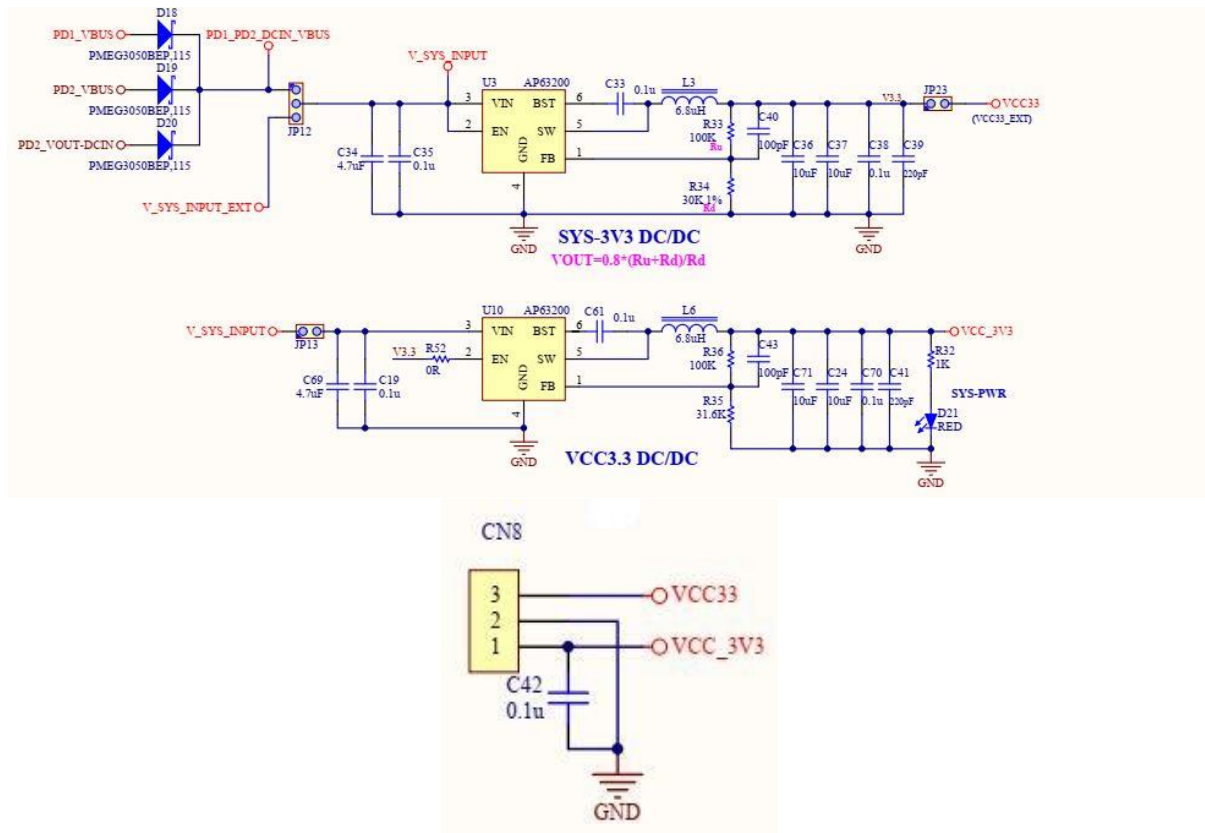 D18
PD1_VBUS
PD1_PD2_DCIN_VBUS
PMEG3050BEP,115
D19
V_SYS_INPUT
PD2_VBUS
PMEG3050BEP,115
D20
JP12
PD2_VOUT-DCIN
PMEG3050BEP,115
V_SYS_INPUT_EXT
U3 AP63200
3 VIN BST 6
2 EN SW 5
GND FB 1
4
C33 0.1u
L3
6.8uH
C34
4.7uF
C35
0.1u
R33
100K
Ru
C40
100pF
R34
30K,1%
Rd
C36
10uF
C37
10uF
C38
0.1u
C39
220pF
V3.3
JP23
VCC33
(VCC33_EXT)
GND
GND
SYS-3V3 DC/DC
VOUT=0.8*(Ru+Rd)/Rd
V_SYS_INPUT
JP13
U10 AP63200
3 VIN BST 6
2 EN SW 5
GND FB 1
4
V3.3
R52
0R
C69
4.7uF
C19
0.1u
C61 0.1u
L6
6.8uH
R36
100K
C43
100pF
R35
31.6K
C71
10uF
C24
10uF
C70
0.1u
C41
220pF
VCC_3V3
R32
1K
SYS-PWR
D21
RED
GND
GND
VCC3.3 DC/DC
CN8
3 VCC33
2
1 VCC_3V3
C42
0.1u
GND